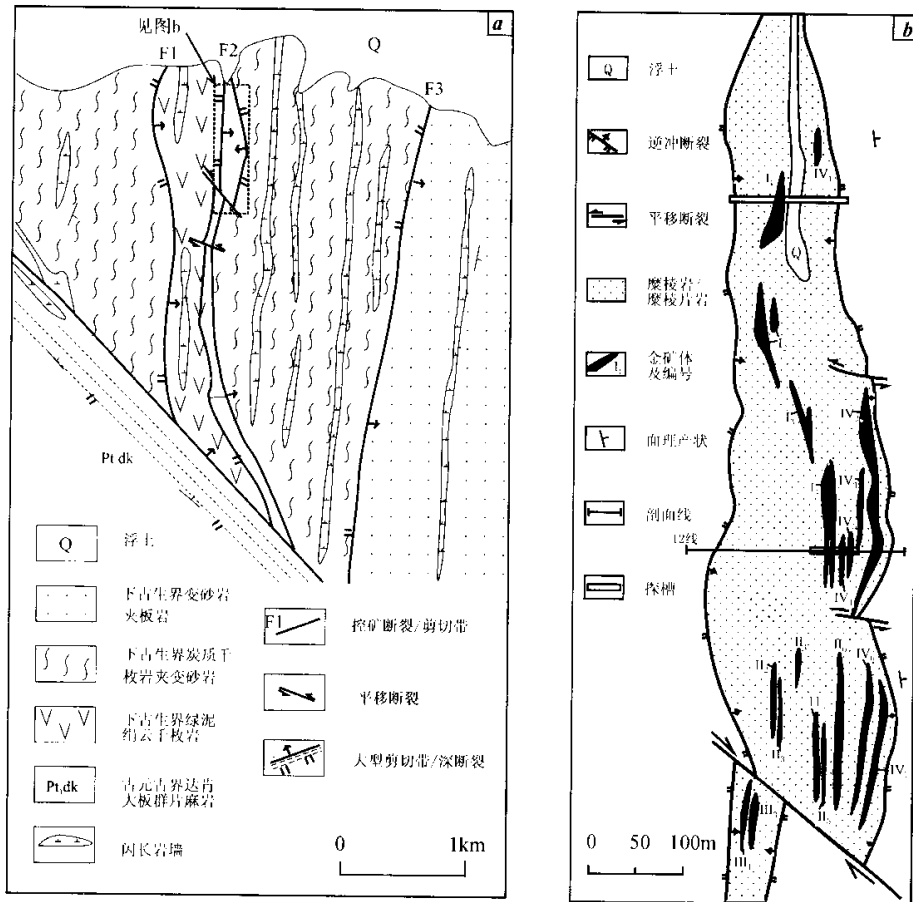 a
见图b
F1
F2
Q
F3
Pt₁dk
Q
浮土
下古生界变砂岩
夹板岩
下古生界炭质千
枚岩夹变砂岩
下古生界绿泥
绢云千枚岩
Pt₁dk
古元古界达肯
大板群片麻岩
闪长岩墙
F1
控矿断裂/剪切带
平移断裂
大型剪切带/深断裂
0
1km
b
Q
浮土
逆冲断裂
平移断裂
糜棱岩/
糜棱片岩
金矿体
及编号
面理产状
剖面线
探槽
Q
12线
III₁
0
50
100m